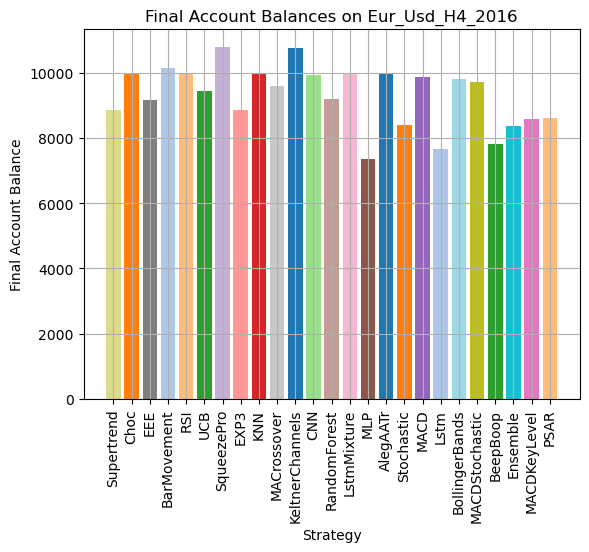 Final Account Balances on Eur_Usd_H4_2016
Final Account Balance
10000
8000
6000
4000
2000
0
Supertrend
Choc
EEE
BarMovement
RSI
UCB
SqueezePro
EXP3
KNN
MACrossover
KeltnerChannels
CNN
RandomForest
LstmMixture
MLP
AlegAATr
Stochastic
MACD
Lstm
BollingerBands
MACDStochastic
BeepBoop
Ensemble
MACDKeyLevel
PSAR
Strategy